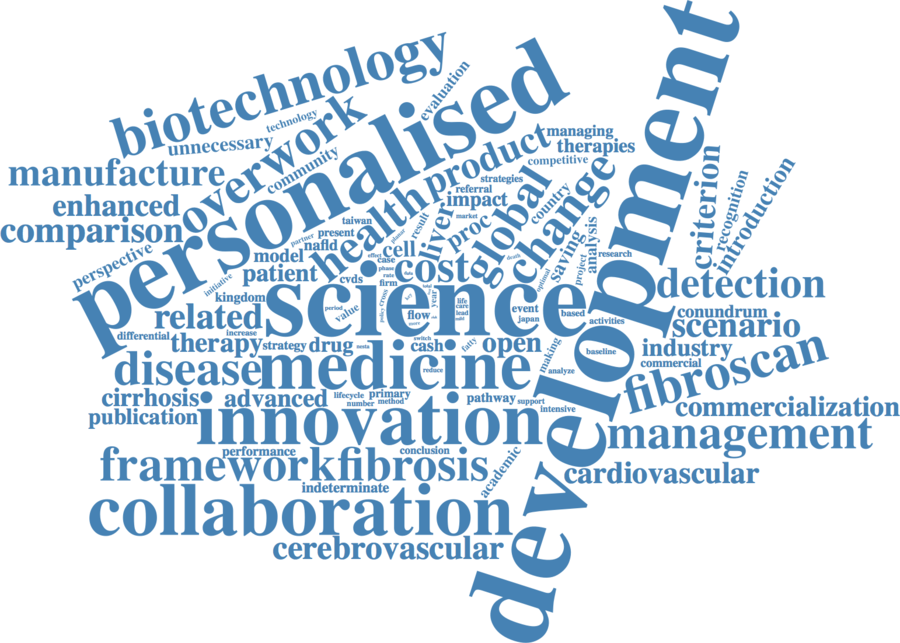 development
biotechnology
personalised
evaluation
technology
unnecessary
overwork
community
manufacture
enhanced
comparison
perspective
managing
therapies
product
competitive
strategies
referral
impact
health
global
change
country
criterion
recognition
introduction
taiwan
present
partner
nafld
model
patient
initiative
result
market
liver
proc
phrase
effect
case
cell
cost
phase
rate
firm
cvds
saving
analysis
research
project
optimal
death
detection
kingdom
related
science
period
value
policy
cross
flow
year
life
care
lead
event
japan
based
activities
conundrum
scenario
differential
increase
therapy
strategy
drug
switch
cash
fatty
open
making
baseline
industry
commercial
disease
medicine
reduce
analyze
fibroscan
cirrhosis
advanced
lifecycle
primary
number
method
pathway
support
intensive
commercialization
publication
innovation
management
performance
conclusion
framework
fibrosis
academic
cardiovascular
indeterminate
collaboration
cerebrovascular